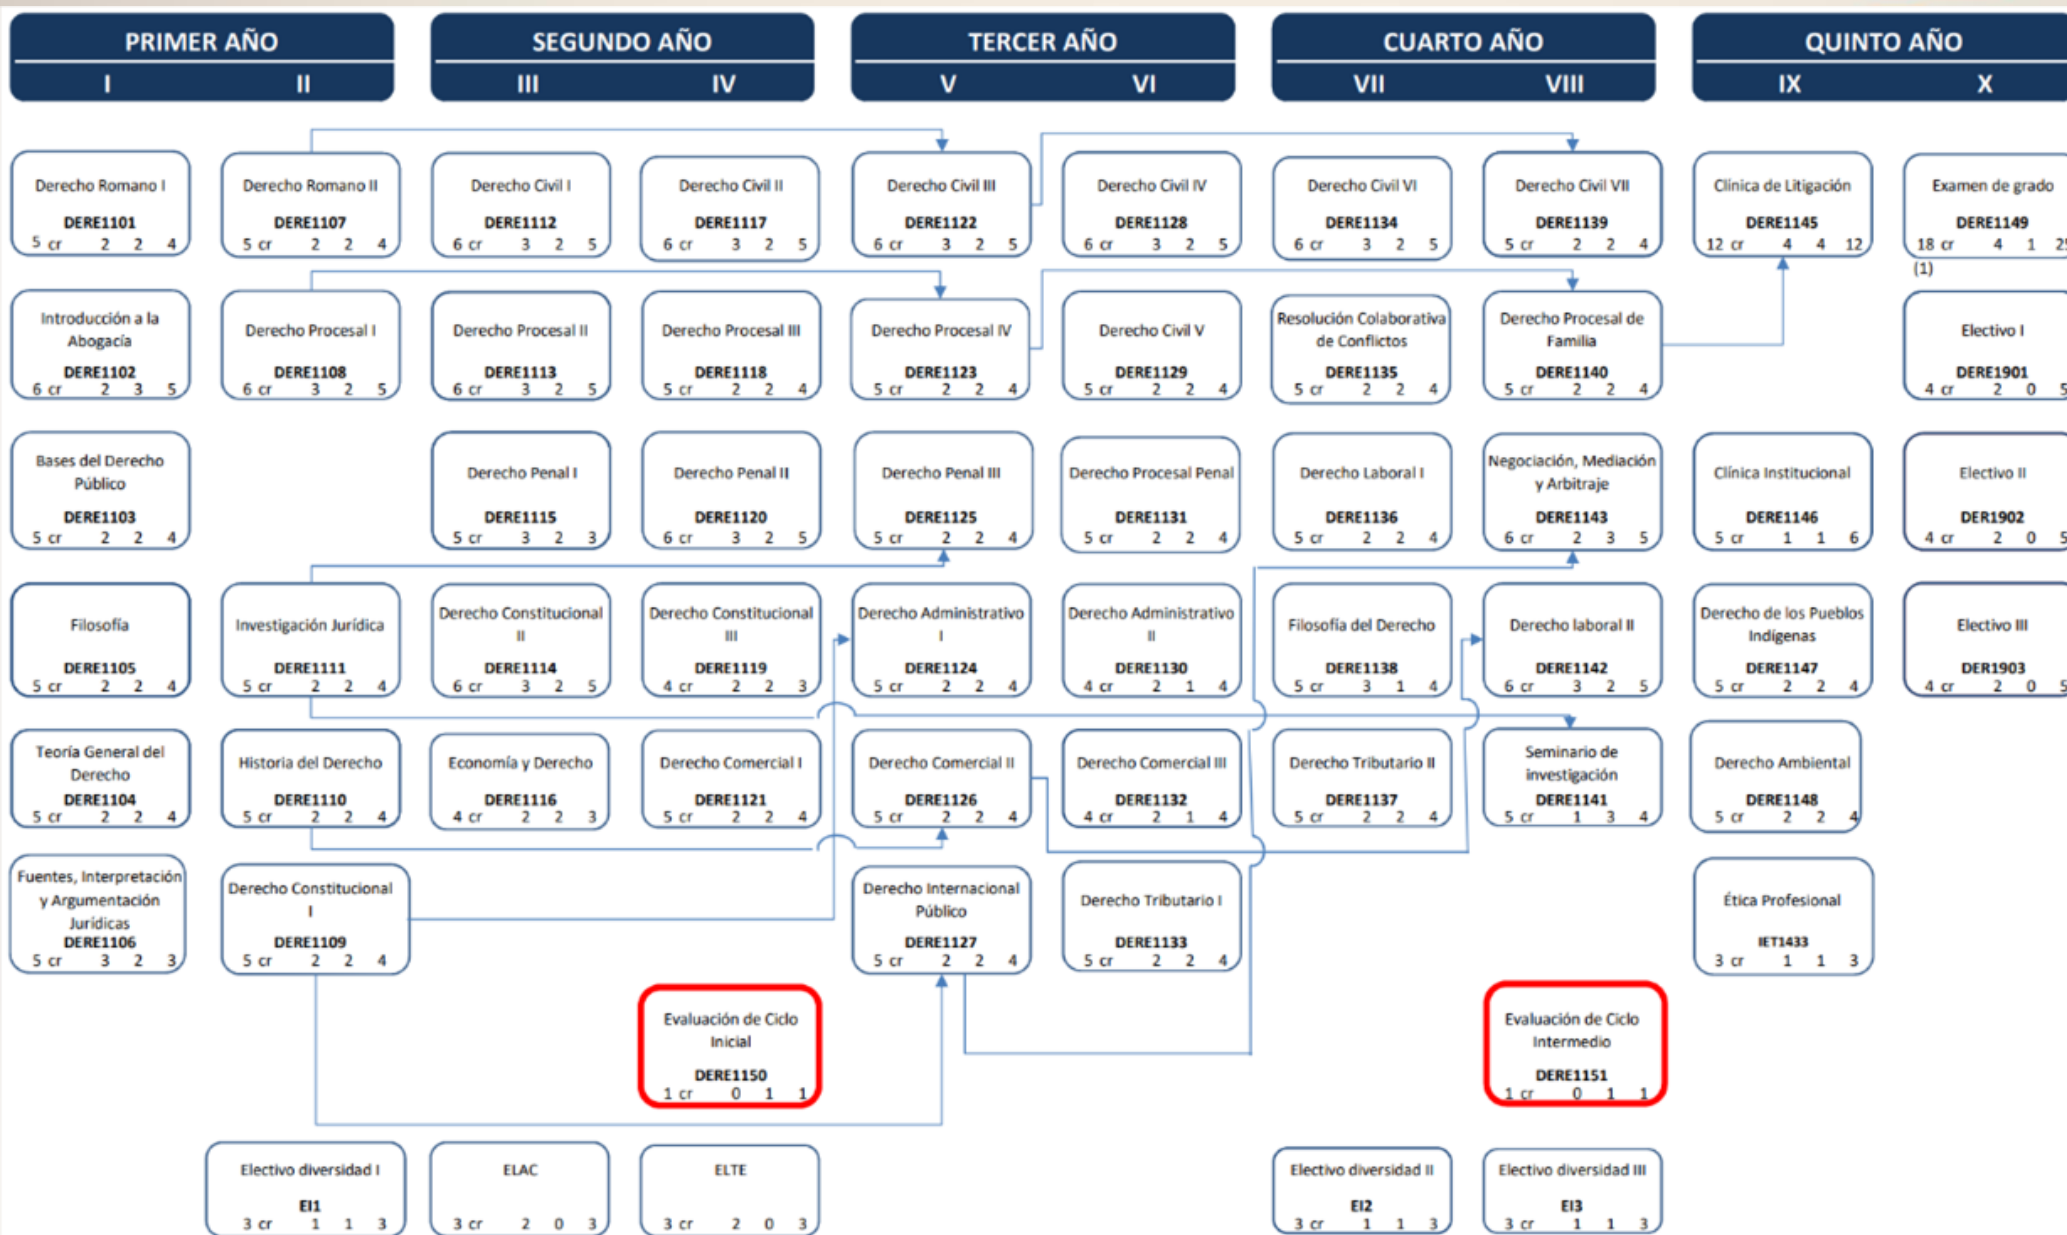 PRIMER AÑO
SEGUNDO AÑO
TERCER AÑO
CUARTO AÑO
QUINTO AÑO
I
II
III
IV
V
VI
VII
VIII
IX
X
Derecho Romano I
DERE1101
5 cr 2 2 4
Derecho Romano II
DERE1107
5 cr 2 2 4
Derecho Civil I
DERE1112
6 cr 3 2 5
Derecho Civil II
DERE1117
6 cr 3 2 5
Derecho Civil III
DERE1122
6 cr 3 2 5
Derecho Civil IV
DERE1128
6 cr 3 2 5
Derecho Civil VI
DERE1134
6 cr 3 2 5
Derecho Civil VII
DERE1139
5 cr 2 2 4
Clínica de Litigación
DERE1145
12 cr 4 4 12
Examen de grado
DERE1149
18 cr 4 1
(1)
Introducción a la
Abogacía
DERE1102
6 cr 2 3 5
Derecho Procesal I
DERE1108
6 cr 3 2 5
Derecho Procesal II
DERE1113
6 cr 3 2 5
Derecho Procesal III
DERE1118
5 cr 2 2 4
Derecho Procesal IV
DERE1123
5 cr 2 2 4
Derecho Civil V
DERE1129
5 cr 2 2 4
Resolución Colaborativa
de Conflictos
DERE1135
5 cr 2 2 4
Derecho Procesal de
Familia
DERE1140
5 cr 2 2 4
Electivo I
DERE1901
4 cr 2 0 5
Bases del Derecho
Público
DERE1103
5 cr 2 2 4
Derecho Penal I
DERE1115
5 cr 3 2 3
Derecho Penal II
DERE1120
6 cr 3 2 5
Derecho Penal III
DERE1125
5 cr 2 2 4
Derecho Procesal Penal
DERE1131
5 cr 2 2 4
Derecho Laboral I
DERE1136
5 cr 2 2 4
Negociación, Mediación
y Arbitraje
DERE1143
6 cr 2 3 5
Clínica Institucional
DERE1146
5 cr 1 1 6
Electivo II
DER1902
4 cr 2 0 5
Filosofía
DERE1105
5 cr 2 2 4
Investigación Jurídica
DERE1111
5 cr 2 2 4
Derecho Constitucional
II
DERE1114
6 cr 3 2 5
Derecho Constitucional
III
DERE1119
4 cr 2 2 3
Derecho Administrativo
I
DERE1124
5 cr 2 2 4
Derecho Administrativo
II
DERE1130
4 cr 2 1 4
Filosofía del Derecho
DERE1138
5 cr 3 1 4
Derecho laboral II
DERE1142
6 cr 3 2 5
Derecho de los Pueblos
Indígenas
DERE1147
5 cr 2 2 4
Electivo III
DER1903
4 cr 2 0 5
Teoría General del
Derecho
DERE1104
5 cr 2 2 4
Historia del Derecho
DERE1110
5 cr 2 2 4
Economía y Derecho
DERE1116
4 cr 2 2 3
Derecho Comercial I
DERE1121
5 cr 2 2 4
Derecho Comercial II
DERE1126
5 cr 2 2 4
Derecho Comercial III
DERE1132
4 cr 2 1 4
Derecho Tributario II
DERE1137
5 cr 2 2 4
Seminario de
investigación
DERE1141
5 cr 1 3 4
Derecho Ambiental
DERE1148
5 cr 2 2 4
Fuentes, Interpretación
y Argumentación
Jurídicas
DERE1106
5 cr 3 2 3
Derecho Constitucional
I
DERE1109
5 cr 2 2 4
Derecho Internacional
Público
DERE1127
5 cr 2 2 4
Derecho Tributario I
DERE1133
5 cr 2 2 4
Ética Profesional
IET1433
3 cr 1 1 3
Evaluación de Ciclo
Inicial
DERE1150
1 cr 0 1 1
Evaluación de Ciclo
Intermedio
DERE1151
1 cr 0 1 1
Electivo diversidad I
EI1
3 cr 1 1 3
ELAC
3 cr 2 0 3
ELTE
3 cr 2 0 3
Electivo diversidad II
EI2
3 cr 1 1 3
Electivo diversidad III
EI3
3 cr 1 1 3